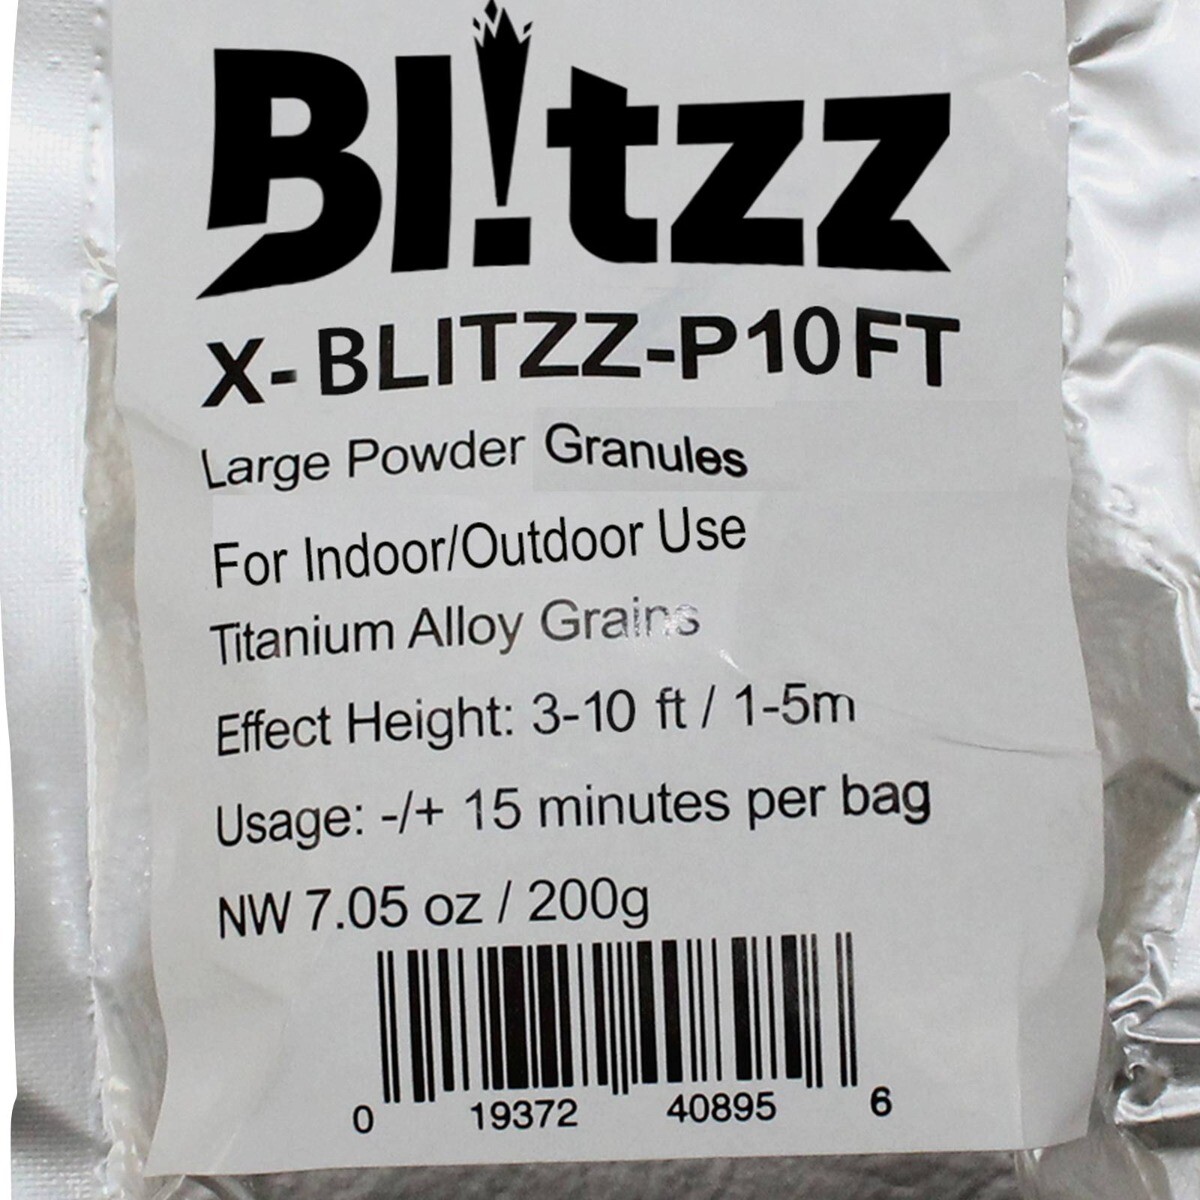 Bl!tzz
X-BLITZZ-P10FT
Large Powder Granules
For Indoor/Outdoor Use
Titanium Alloy Grains
Effect Height: 3-10 ft / 1-5m
Usage: -/+ 15 minutes per bag
NW 7.05 oz / 200g
0 19372 40895 6